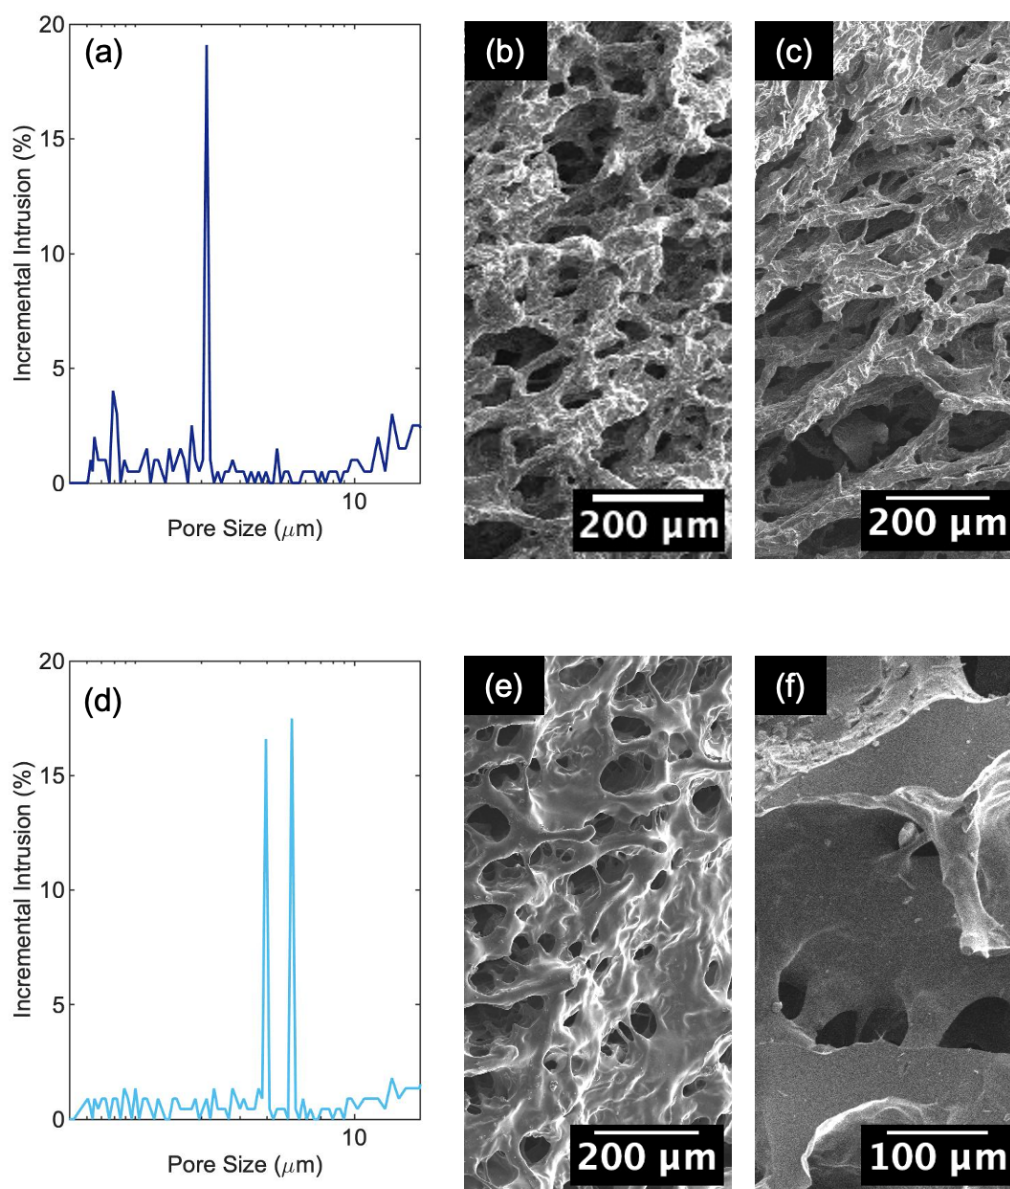 (a)
20
15
10
5
0
Incremental Intrusion (%)
10
Pore Size (μm)
(b)
200 μm
(c)
200 μm
(d)
20
15
10
5
0
Incremental Intrusion (%)
10
Pore Size (μm)
(e)
200 μm
(f)
100 μm